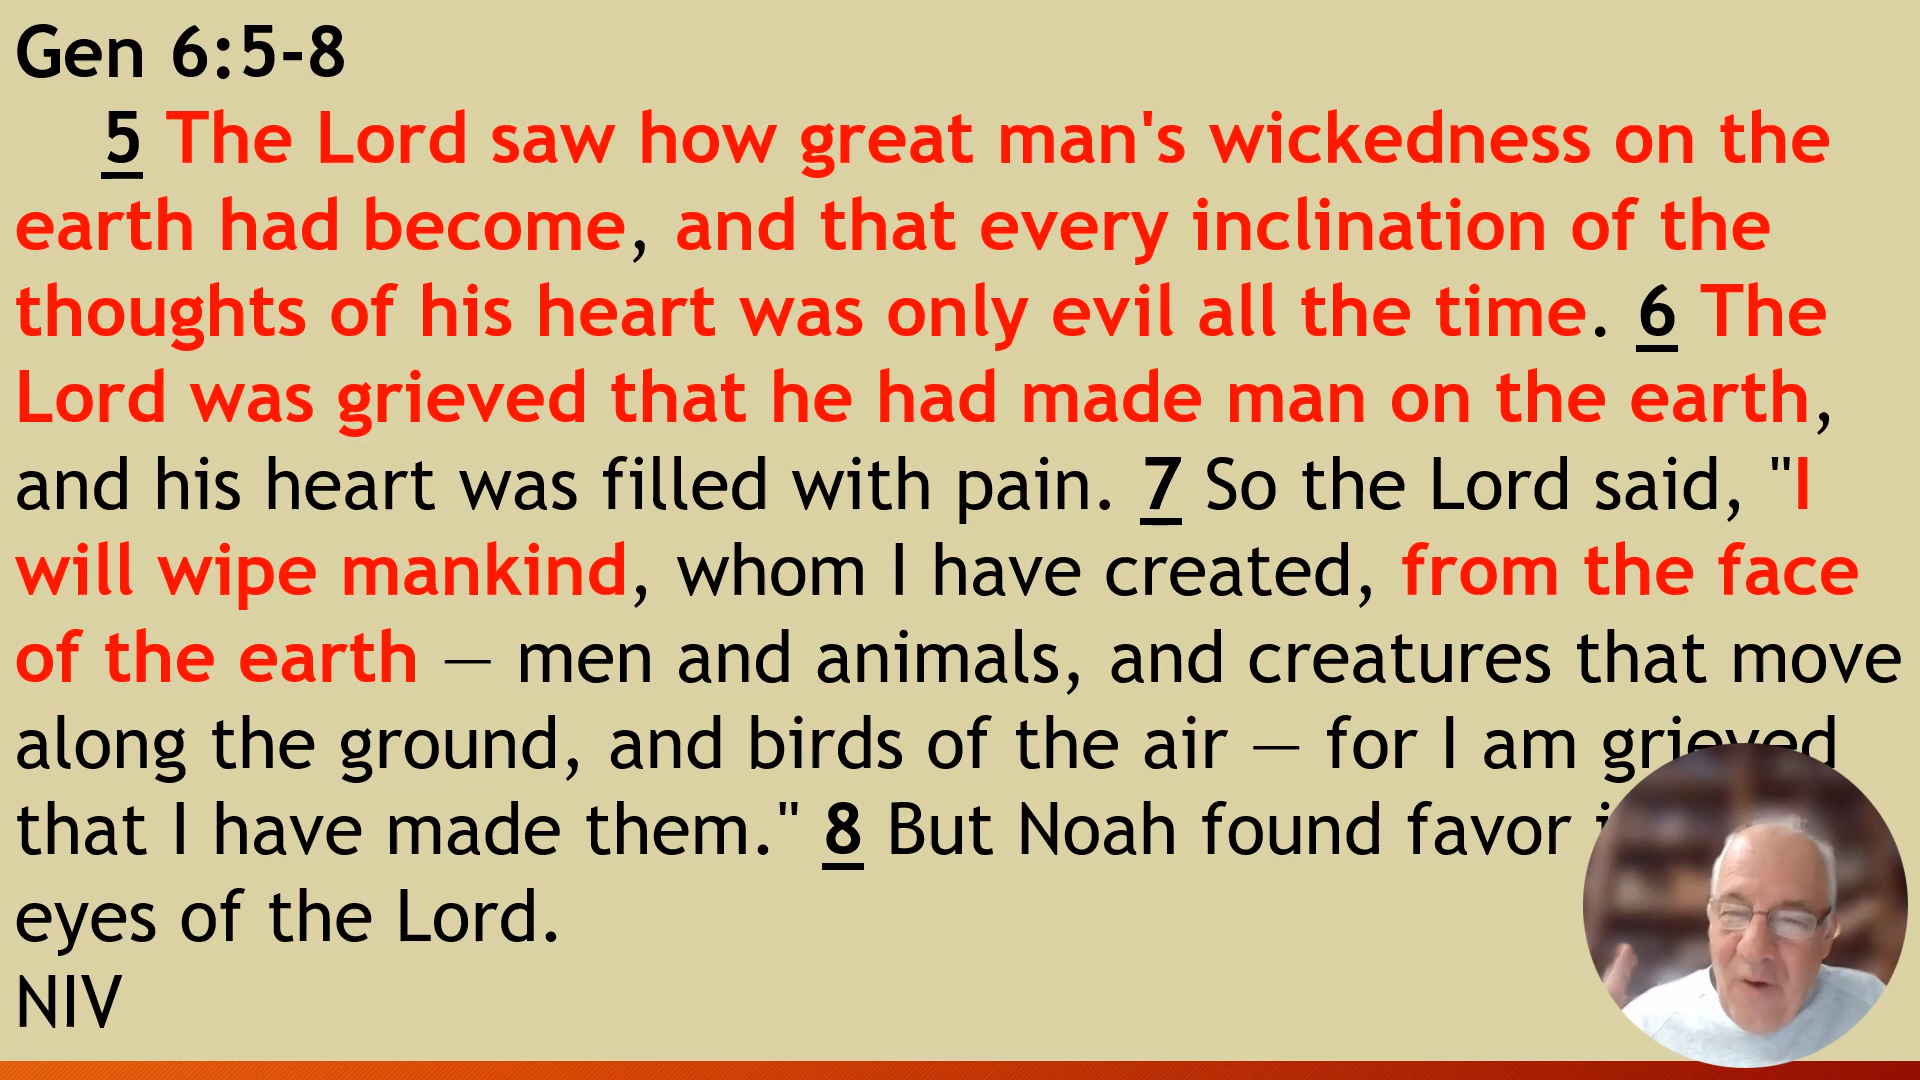 Gen 6:5-8
5 The Lord saw how great man's wickedness on the
earth had become, and that every inclination of the
thoughts of his heart was only evil all the time. 6 The
Lord was grieved that he had made man on the earth,
and his heart was filled with pain. 7 So the Lord said, "I
will wipe mankind, whom I have created, from the face
of the earth — men and animals, and creatures that move
along the ground, and birds of the air — for I am grieved
that I have made them." 8 But Noah found favor
eyes of the Lord.
NIV